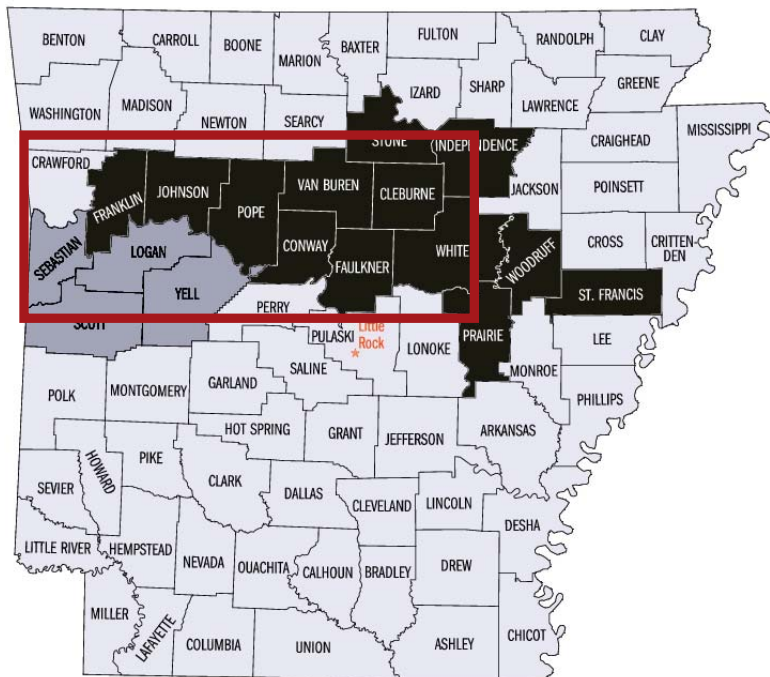 BENTON
CARROLL
BOONE
MARION
BAXTER
FULTON
RANDOLPH
CLAY
GREENE
IZARD
SHARP
LAWRENCE
WASHINGTON
MADISON
NEWTON
SEARCY
STONE
INDEPENDENCE
CRAIGHEAD
MISSISSIPPI
CRAWFORD
FRANKLIN
JOHNSON
POPE
VAN BUREN
CLEBURNE
JACKSON
POINSETT
SEBASTIAN
LOGAN
CONWAY
FAULKNER
WHITE
WOODRUFF
CROSS
CRITTEN-
DEN
YELL
PERRY
ST. FRANCIS
SCOTT
PULASKI
Little
Rock
LONOKE
PRAIRIE
MONROE
LEE
POLK
MONTGOMERY
GARLAND
SALINE
PHILLIPS
HOT SPRING
GRANT
JEFFERSON
ARKANSAS
HOWARD
PIKE
CLARK
SEVIER
DALLAS
CLEVELAND
LINCOLN
DESHA
LITTLE RIVER
HEMPSTEAD
NEVADA
OUACHITA
CALHOUN
BRADLEY
DREW
MILLER
LAFAYETTE
COLUMBIA
UNION
ASHLEY
CHICOT